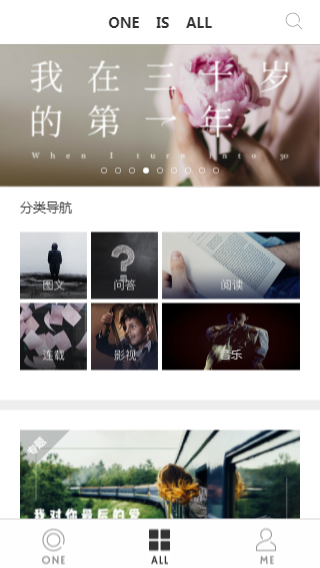 ONE IS ALL
我在三十岁
的第一年
When I turn into 30
分类导航
图文
问答
阅读
连载
影视
音乐
专题
我对你最后的爱
ONE
ALL
ME